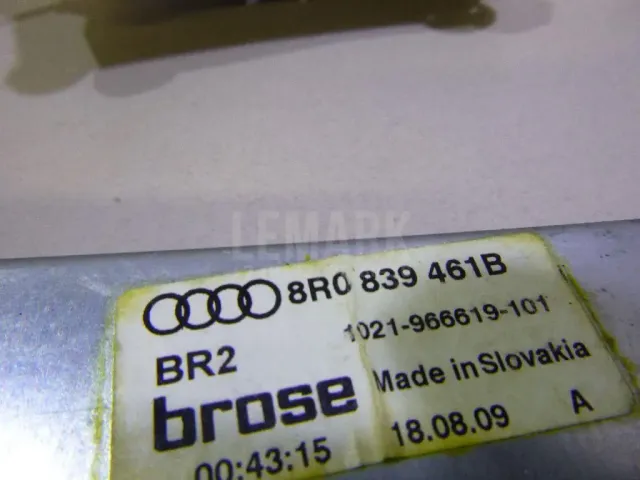 LEMARK
8R0 839 461B
1021-966619-101
BR2
Made in Slovakia
brose
18.08.09 A
00:43:15